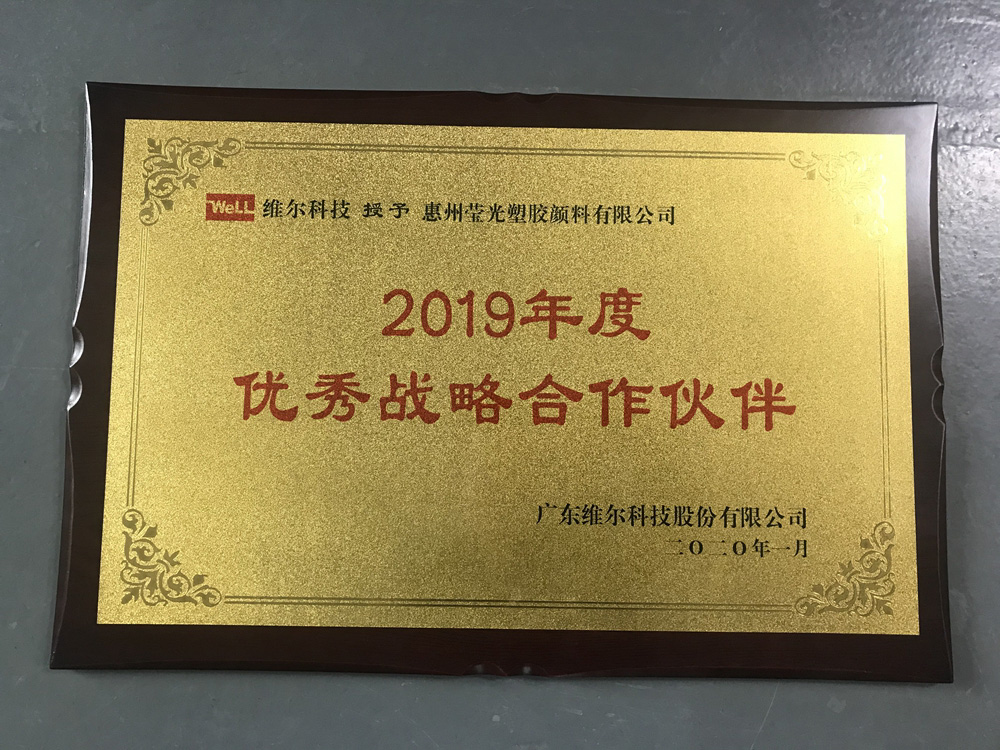 WeLL 维尔科技 授予 惠州莹光塑胶颜料有限公司
2019年度
优秀战略合作伙伴
广东维尔科技股份有限公司
二〇二〇年一月